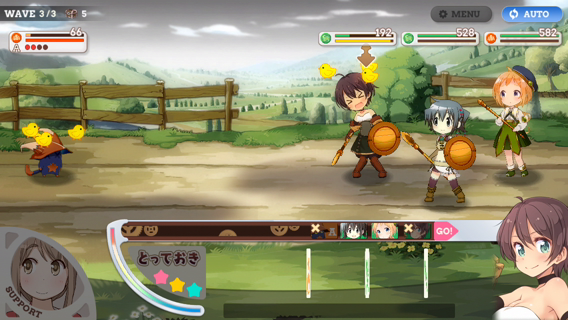 WAVE 3/3 5
MENU
AUTO
66
A
192
528
582
GO!
とっておき
SUPPORT